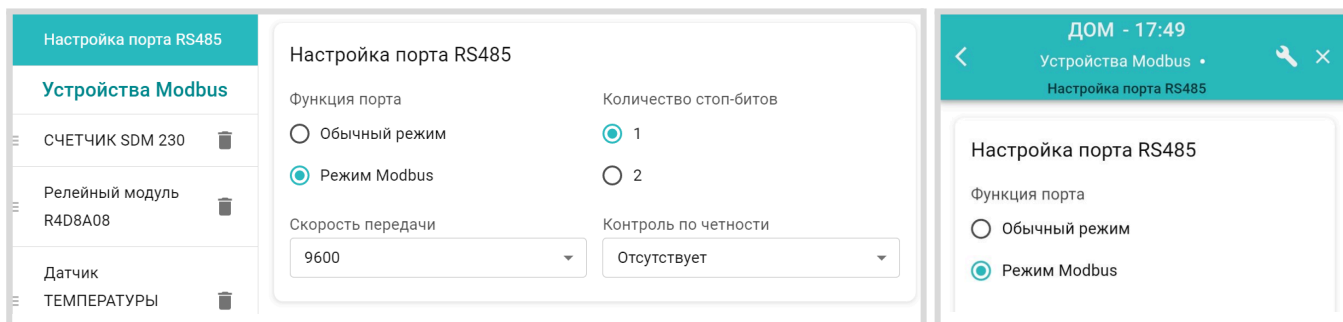 Настройка порта RS485
Устройства Modbus
СЧЕТЧИК SDM 230
Релейный модуль
R4D8A08
Датчик
ТЕМПЕРАТУРЫ
Настройка порта RS485
Функция порта
Обычный режим
Режим Modbus
Количество стоп-битов
1
2
Скорость передачи
9600
Контроль по четности
Отсутствует
ДОМ - 17:49
Устройства Modbus •
Настройка порта RS485
Настройка порта RS485
Функция порта
Обычный режим
Режим Modbus